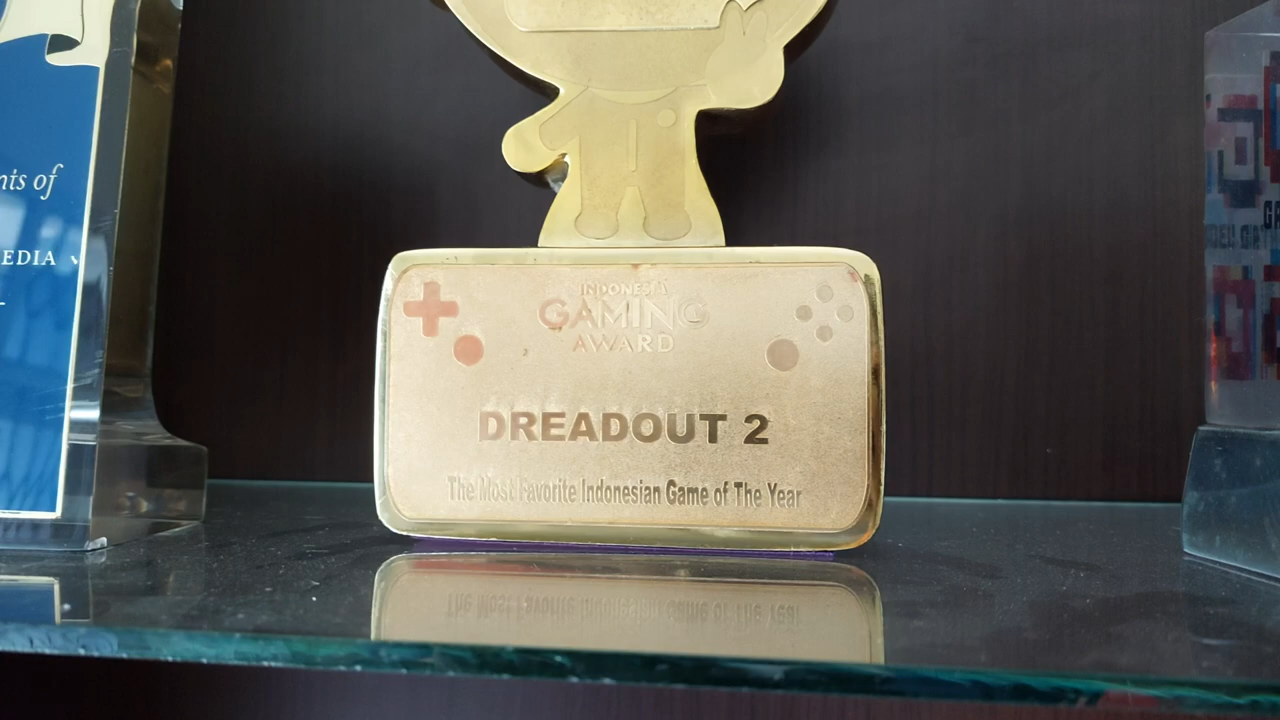 nts of
EDIA
INDONESIA
GAMING
AWARD
DREADOUT 2
The Most Favorite Indonesian Game of The Year